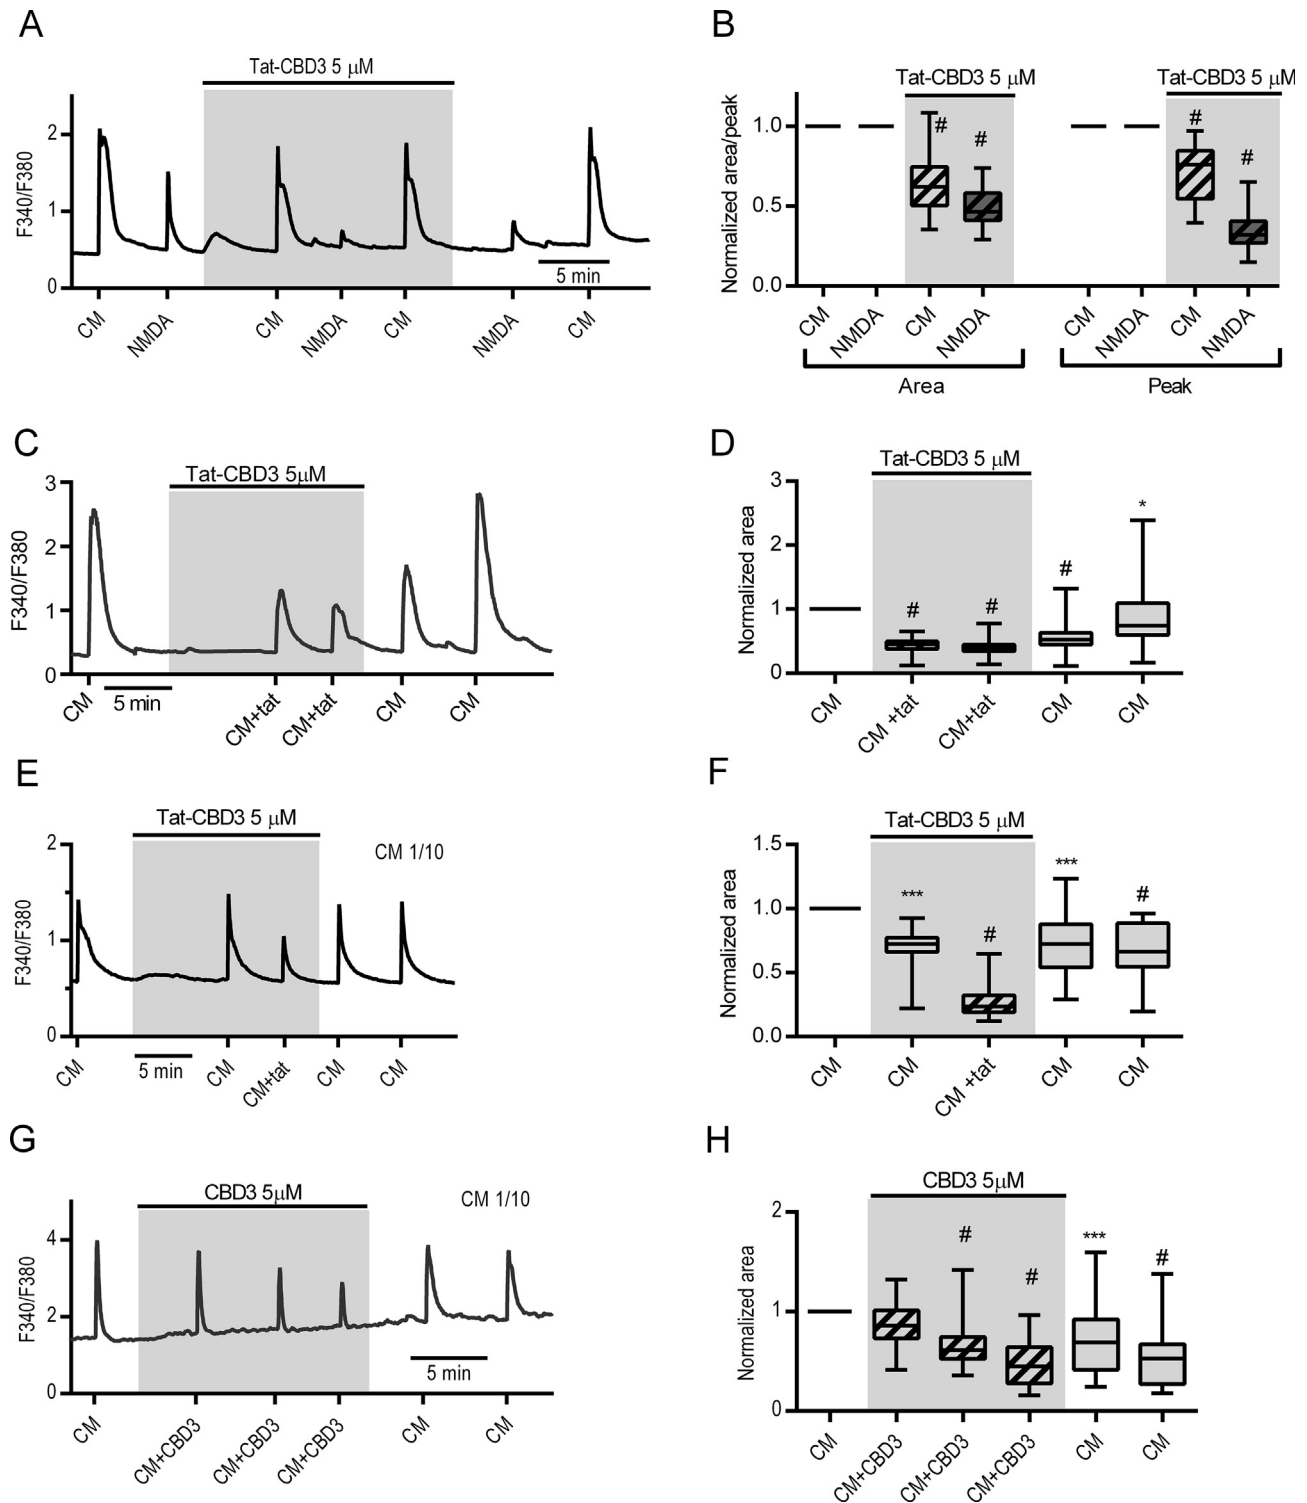 A
Tat-CBD3 5 μM
F340/F380
2
1
0
5 min
CM
NMDA
CM
NMDA
CM
NMDA
CM
B
Tat-CBD3 5 μM
Tat-CBD3 5 μM
Normalized area/peak
1.0
0.5
0.0
#
#
#
#
CM
NMDA
CM
NMDA
CM
NMDA
CM
NMDA
Area
Peak
C
Tat-CBD3 5μM
F340/F380
3
2
1
0
CM
5 min
CM+tat
CM+tat
CM
CM
D
Tat-CBD3 5 μM
Normalized area
3
2
1
0
#
#
#
*
CM
CM +tat
CM+tat
CM
CM
E
Tat-CBD3 5 μM
CM 1/10
F340/F380
2
1
0
CM
5 min
CM
CM+tat
CM
CM
F
Tat-CBD3 5 μM
Normalized area
1.5
1.0
0.5
0.0
***
#
***
#
CM
CM
CM +tat
CM
CM
G
CBD3 5μM
CM 1/10
F340/F380
4
2
0
5 min
CM
CM+CBD3
CM+CBD3
CM+CBD3
CM
CM
H
CBD3 5μM
Normalized area
2
1
0
#
#
***
#
CM
CM+CBD3
CM+CBD3
CM+CBD3
CM
CM